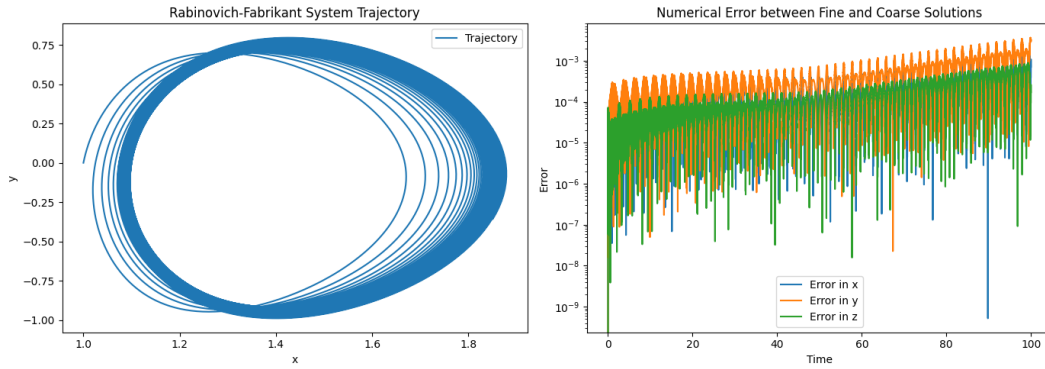 Rabinovich-Fabrikant System Trajectory
Trajectory
0.75
0.50
0.25
0.00
−0.25
−0.50
−0.75
−1.00
y
1.0
1.2
1.4
1.6
1.8
x
Numerical Error between Fine and Coarse Solutions
10⁻³
10⁻⁴
10⁻⁵
10⁻⁶
10⁻⁷
10⁻⁸
10⁻⁹
Error
Error in x
Error in y
Error in z
0
20
40
60
80
100
Time